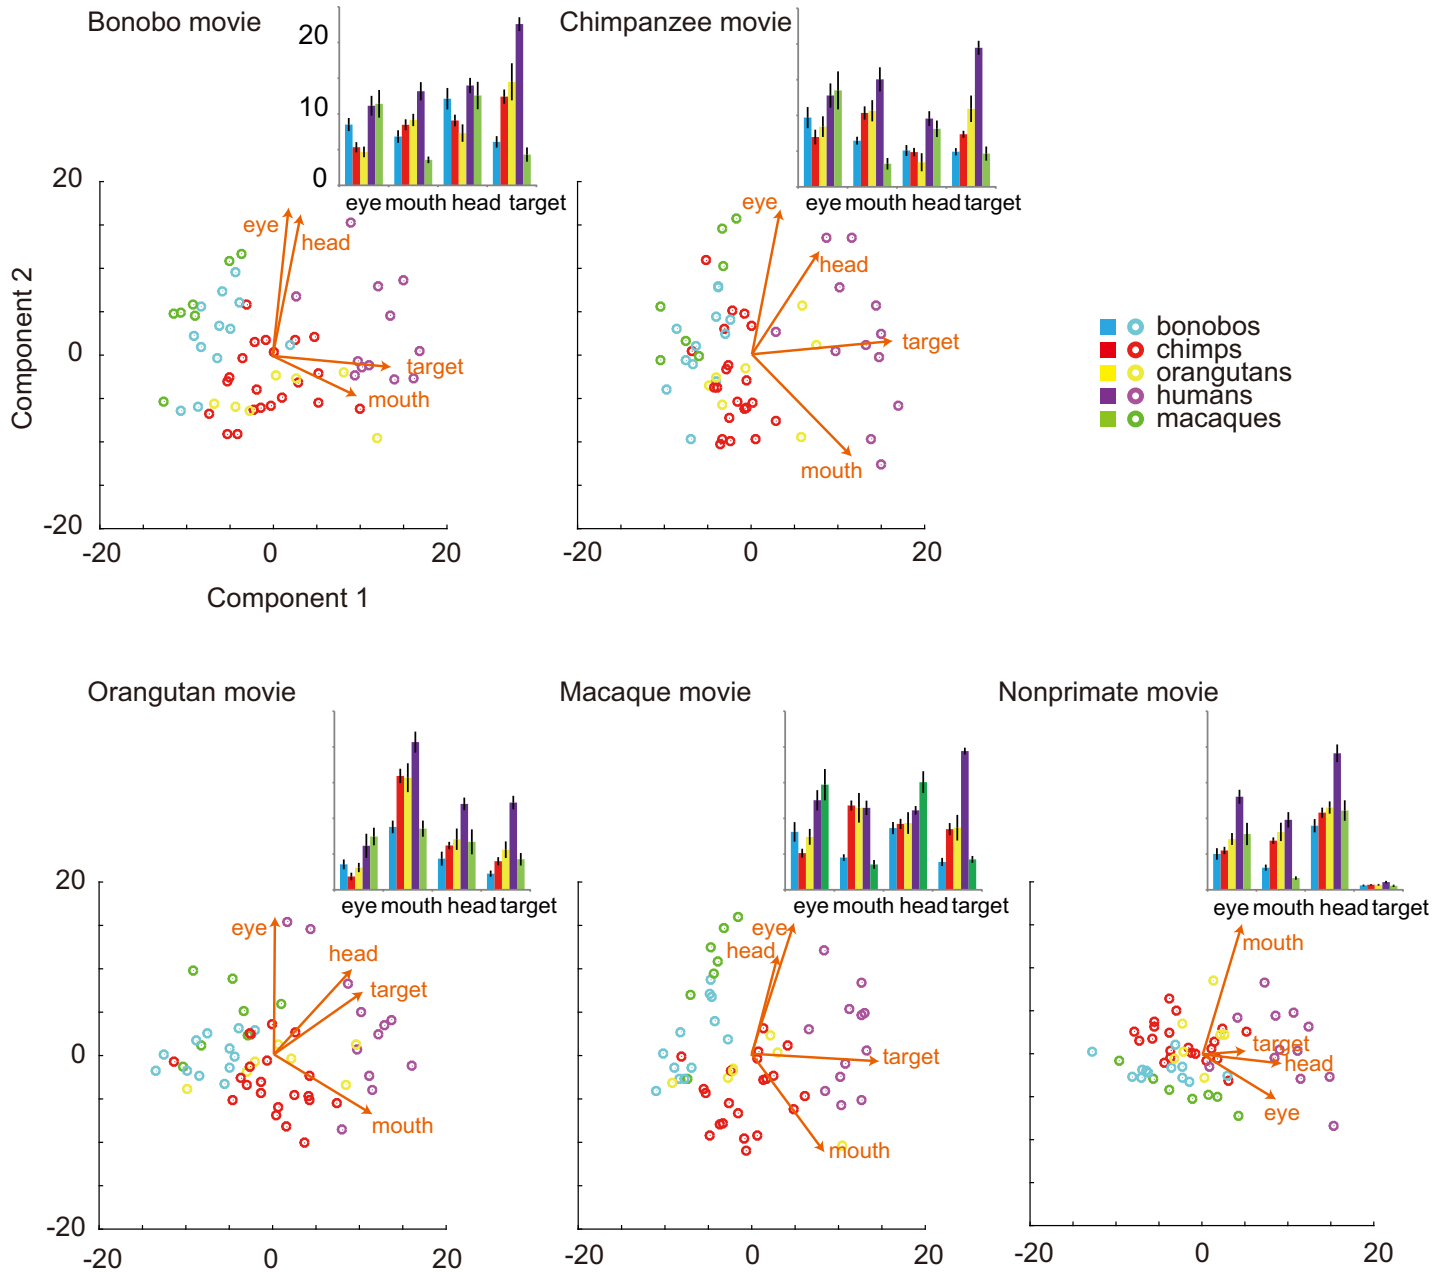 Bonobo movie
20
10
0
eye mouth head target
20
0
-20
-20 0 20
Component 2
Component 1
eye
head
target
mouth
Chimpanzee movie
eye mouth head target
-20 0 20
eye
head
target
mouth
bonobos
chimps
orangutans
humans
macaques
Orangutan movie
eye mouth head target
20
0
-20
-20 0 20
eye
head
target
mouth
Macaque movie
eye mouth head target
-20 0 20
eye
head
target
mouth
Nonprimate movie
eye mouth head target
-20 0 20
mouth
target
head
eye